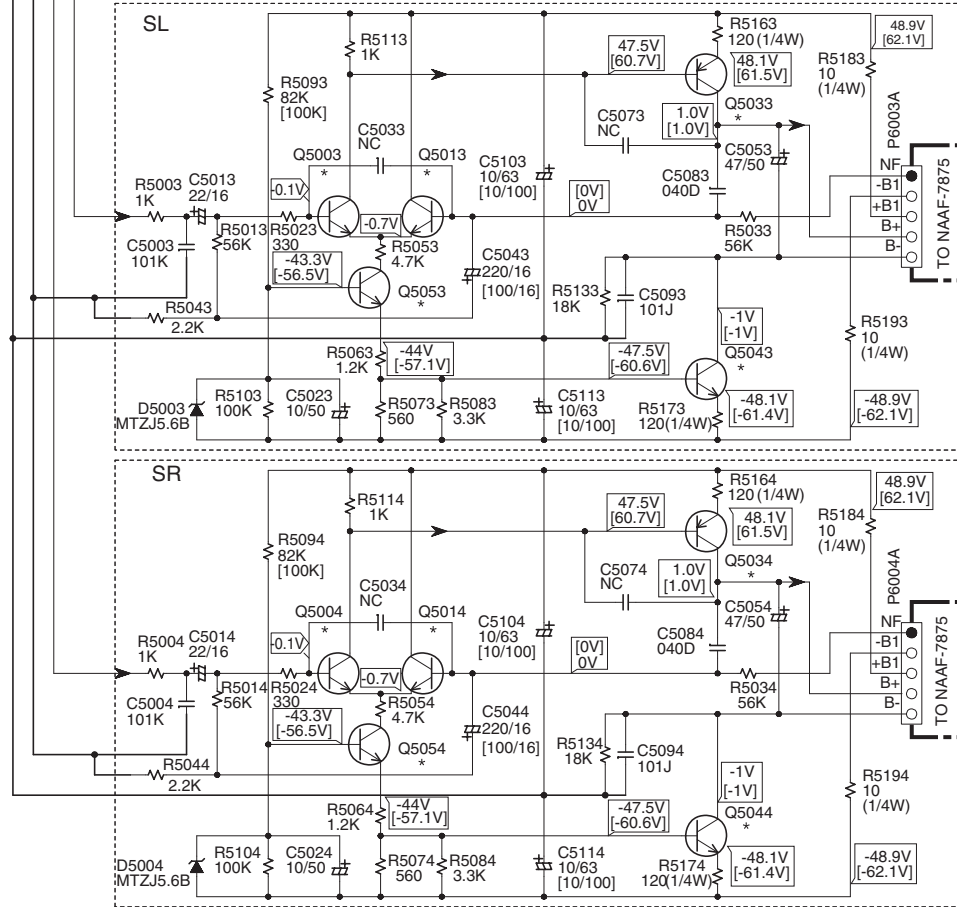 SL
R5113
1K
R5093
82K
[100K]
C5033
NC
Q5003
*
Q5013
*
C5103
10/63
[10/100]
R5163
120 (1/4W)
47.5V
[60.7V]
48.1V
[61.5V]
Q5033
*
C5073
NC
1.0V
[1.0V]
C5053
47/50
C5083
040D
48.9V
[62.1V]
R5183
10
(1/4W)
P6003A
NF
-B1
+B1
B+
B-
TO NAAF-7875
R5003
1K
C5013
22/16
-0.1V
R5013
56K
R5023
330
-0.7V
C5003
101K
-43.3V
[-56.5V]
R5053
4.7K
Q5053
*
C5043
220/16
[100/16]
[0V]
0V
R5033
56K
R5133
18K
C5093
101J
R5043
2.2K
-1V
[-1V]
Q5043
*
R5193
10
(1/4W)
R5063
1.2K
-44V
[-57.1V]
-47.5V
[-60.6V]
D5003
MTZJ5.6B
R5103
100K
C5023
10/50
R5073
560
R5083
3.3K
C5113
10/63
[10/100]
R5173
120(1/4W)
-48.1V
[-61.4V]
-48.9V
[-62.1V]
SR
R5114
1K
R5094
82K
[100K]
C5034
NC
Q5004
*
Q5014
*
C5104
10/63
[10/100]
R5164
120 (1/4W)
47.5V
[60.7V]
48.1V
[61.5V]
Q5034
*
C5074
NC
1.0V
[1.0V]
C5054
47/50
C5084
040D
48.9V
[62.1V]
R5184
10
(1/4W)
P6004A
NF
-B1
+B1
B+
B-
TO NAAF-7875
R5004
1K
C5014
22/16
-0.1V
R5014
56K
R5024
330
-0.7V
C5004
101K
-43.3V
[-56.5V]
R5054
4.7K
Q5054
*
C5044
220/16
[100/16]
[0V]
0V
R5034
56K
R5134
18K
C5094
101J
R5044
2.2K
-1V
[-1V]
Q5044
*
R5194
10
(1/4W)
R5064
1.2K
-44V
[-57.1V]
-47.5V
[-60.6V]
D5004
MTZJ5.6B
R5104
100K
C5024
10/50
R5074
560
R5084
3.3K
C5114
10/63
[10/100]
R5174
120(1/4W)
-48.1V
[-61.4V]
-48.9V
[-62.1V]